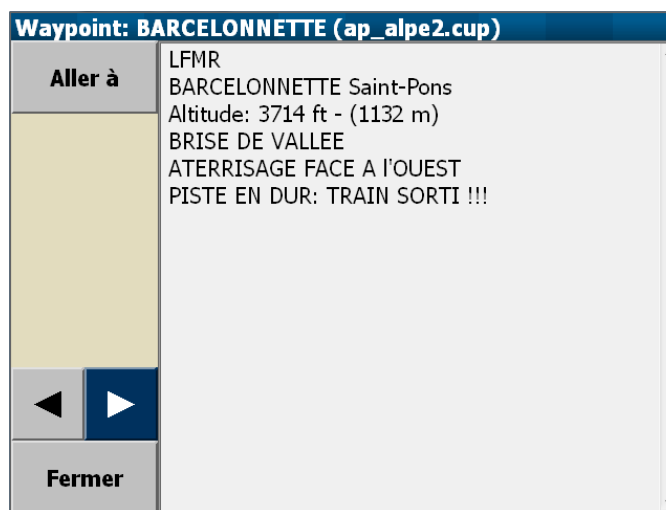 Waypoint: BARCELONNETTE (ap_alpe2.cup)
Aller à
LFMR
BARCELONNETTE Saint-Pons
Altitude: 3714 ft - (1132 m)
BRISE DE VALLEE
ATERRISAGE FACE A l'OUEST
PISTE EN DUR: TRAIN SORTI !!!
Fermer